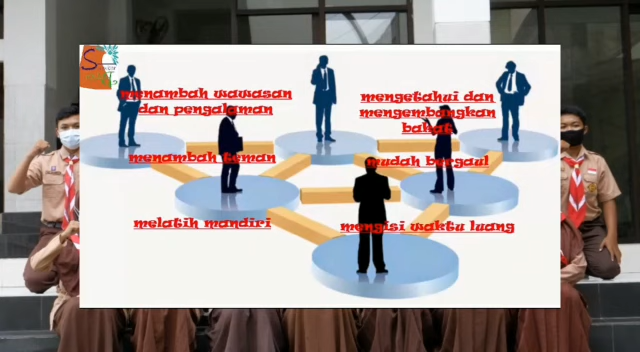 menambah wawasan
dan pengalaman
menambah teman
melatih mandiri
mengetahui dan
mengembangkan
bakat
mudah bergaul
mengisi waktu luang